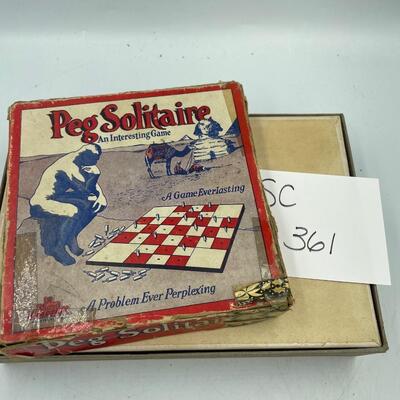 Peg Solitaire
An Interesting Game
A Game Everlasting
SC
361
A Problem Ever Perplexing
Peg Solitaire